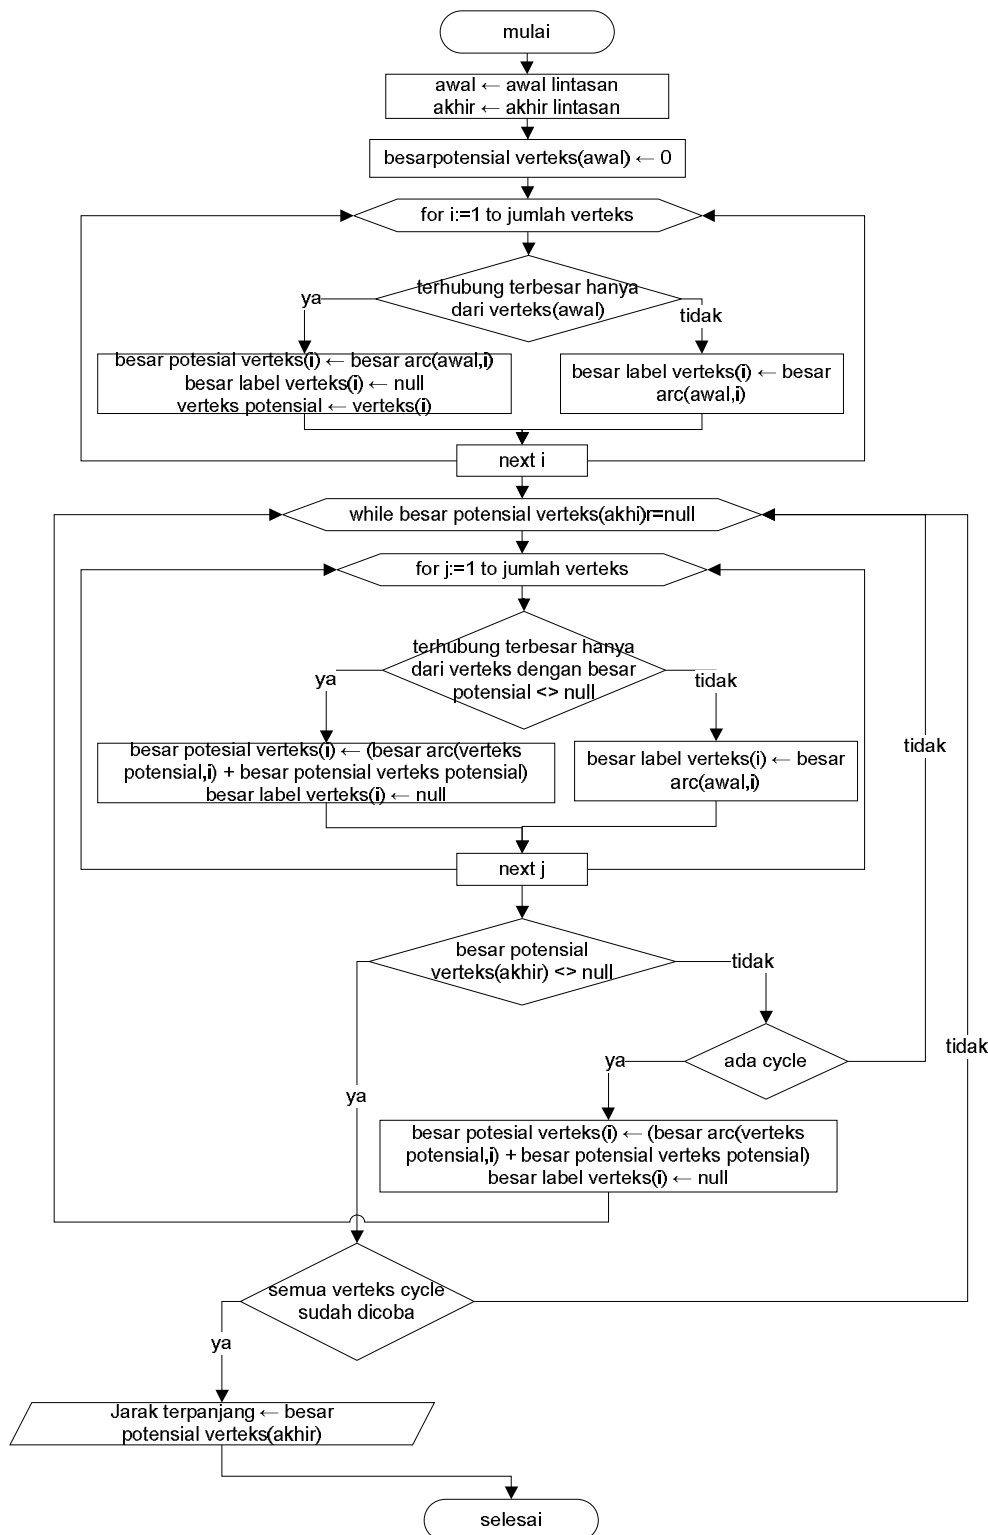 mulai
awal ← awal lintasan
akhir ← akhir lintasan
besarpotensial verteks(awal) ← 0
for i:=1 to jumlah verteks
terhubung terbesar hanya
dari verteks(awal)
ya
tidak
besar potesial verteks(i) ← besar arc(awal,i)
besar label verteks(i) ← null
verteks potensial ← verteks(i)
besar label verteks(i) ← besar
arc(awal,i)
next i
while besar potensial verteks(akhi)r=null
for j:=1 to jumlah verteks
terhubung terbesar hanya
dari verteks dengan besar
potensial <> null
ya
tidak
besar potesial verteks(i) ← (besar arc(verteks
potensial,i) + besar potensial verteks potensial)
besar label verteks(i) ← null
besar label verteks(i) ← besar
arc(awal,i)
tidak
next j
besar potensial
verteks(akhir) <> null
tidak
ada cycle
tidak
ya
ya
besar potesial verteks(i) ← (besar arc(verteks
potensial,i) + besar potensial verteks potensial)
besar label verteks(i) ← null
semua verteks cycle
sudah dicoba
ya
Jarak terpanjang ← besar
potensial verteks(akhir)
selesai